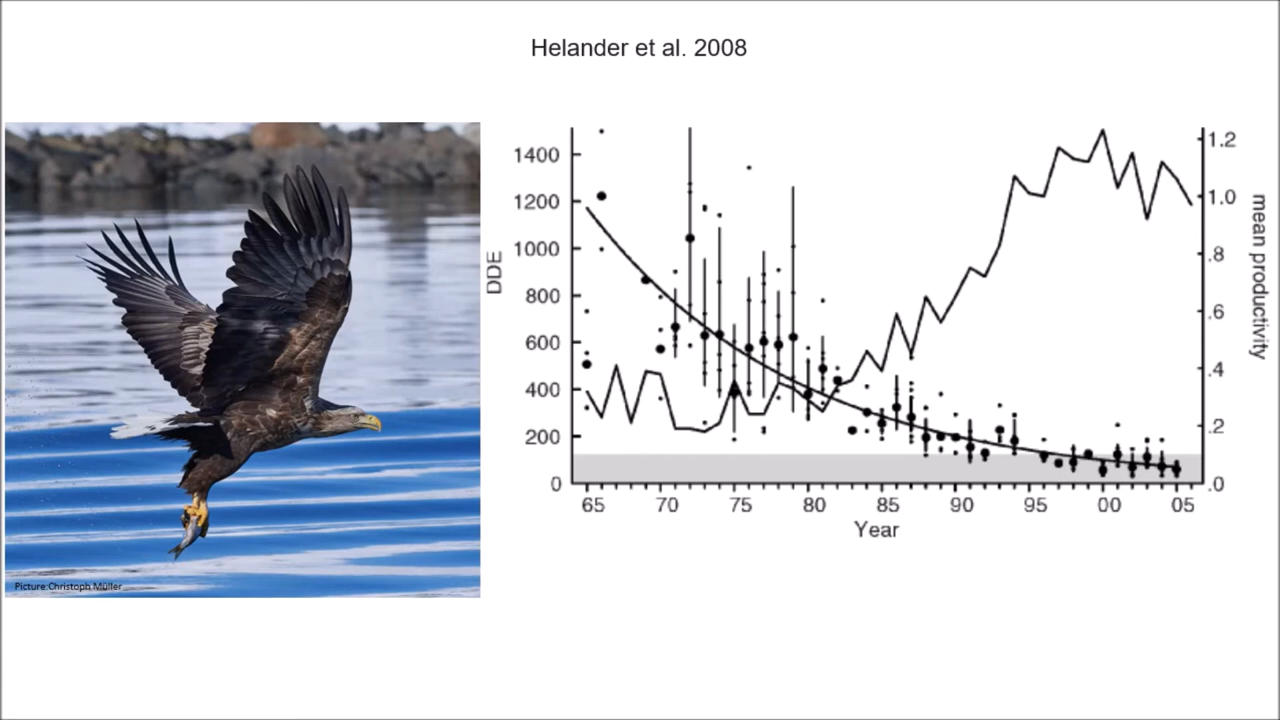 Helander et al. 2008
1400
1200
1000
800
600
400
200
0
DDE
65 70 75 80 85 90 95 00 05
Year
1.2
1.0
.8
.6
.4
.2
.0
mean productivity
Picture:Christoph Müller